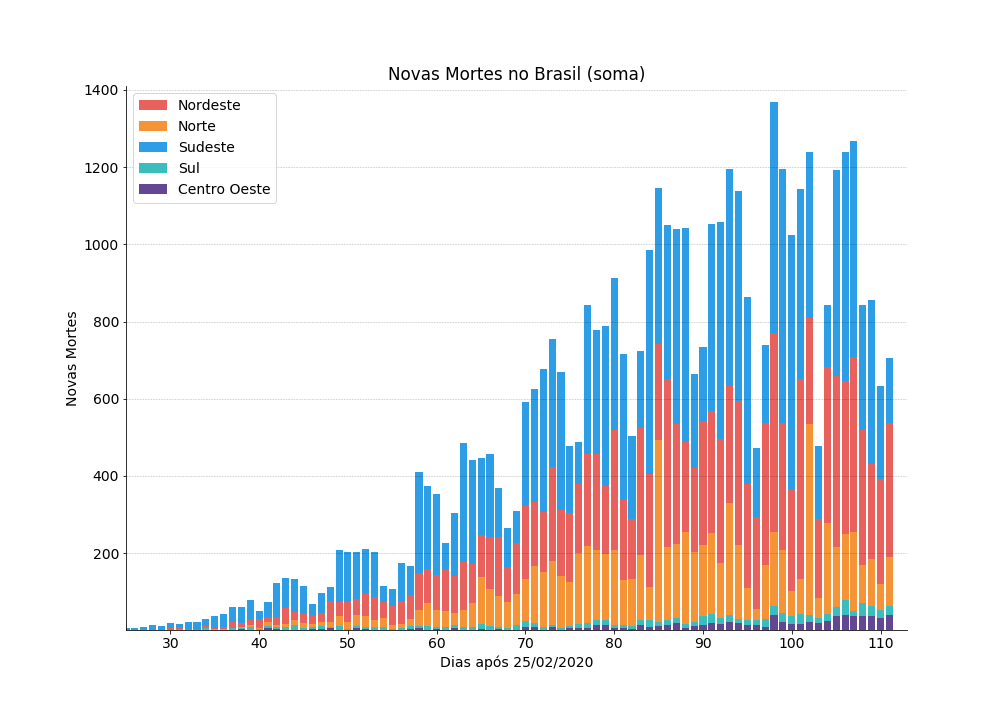 Novas Mortes no Brasil (soma)
1400
1200
1000
800
600
400
200
Nordeste
Norte
Sudeste
Sul
Centro Oeste
Novas Mortes
30 40 50 60 70 80 90 100 110
Dias após 25/02/2020